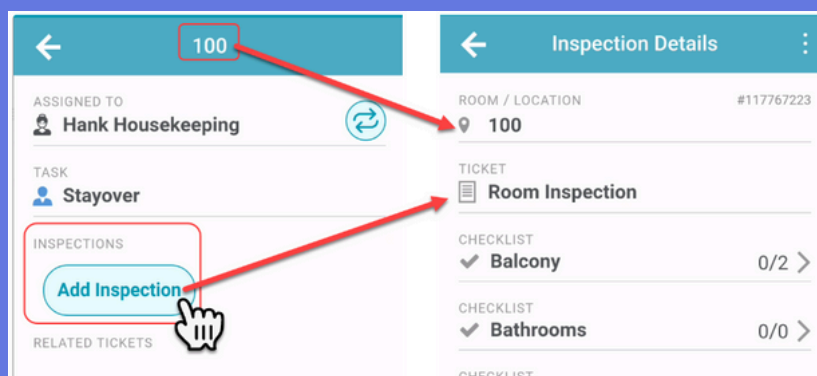 100
ASSIGNED TO
Hank Housekeeping
TASK
Stayover
INSPECTIONS
Add Inspection
RELATED TICKETS
Inspection Details
ROOM / LOCATION #117767223
100
TICKET
Room Inspection
CHECKLIST
Balcony 0/2
CHECKLIST
Bathrooms 0/0
CHECKLIST